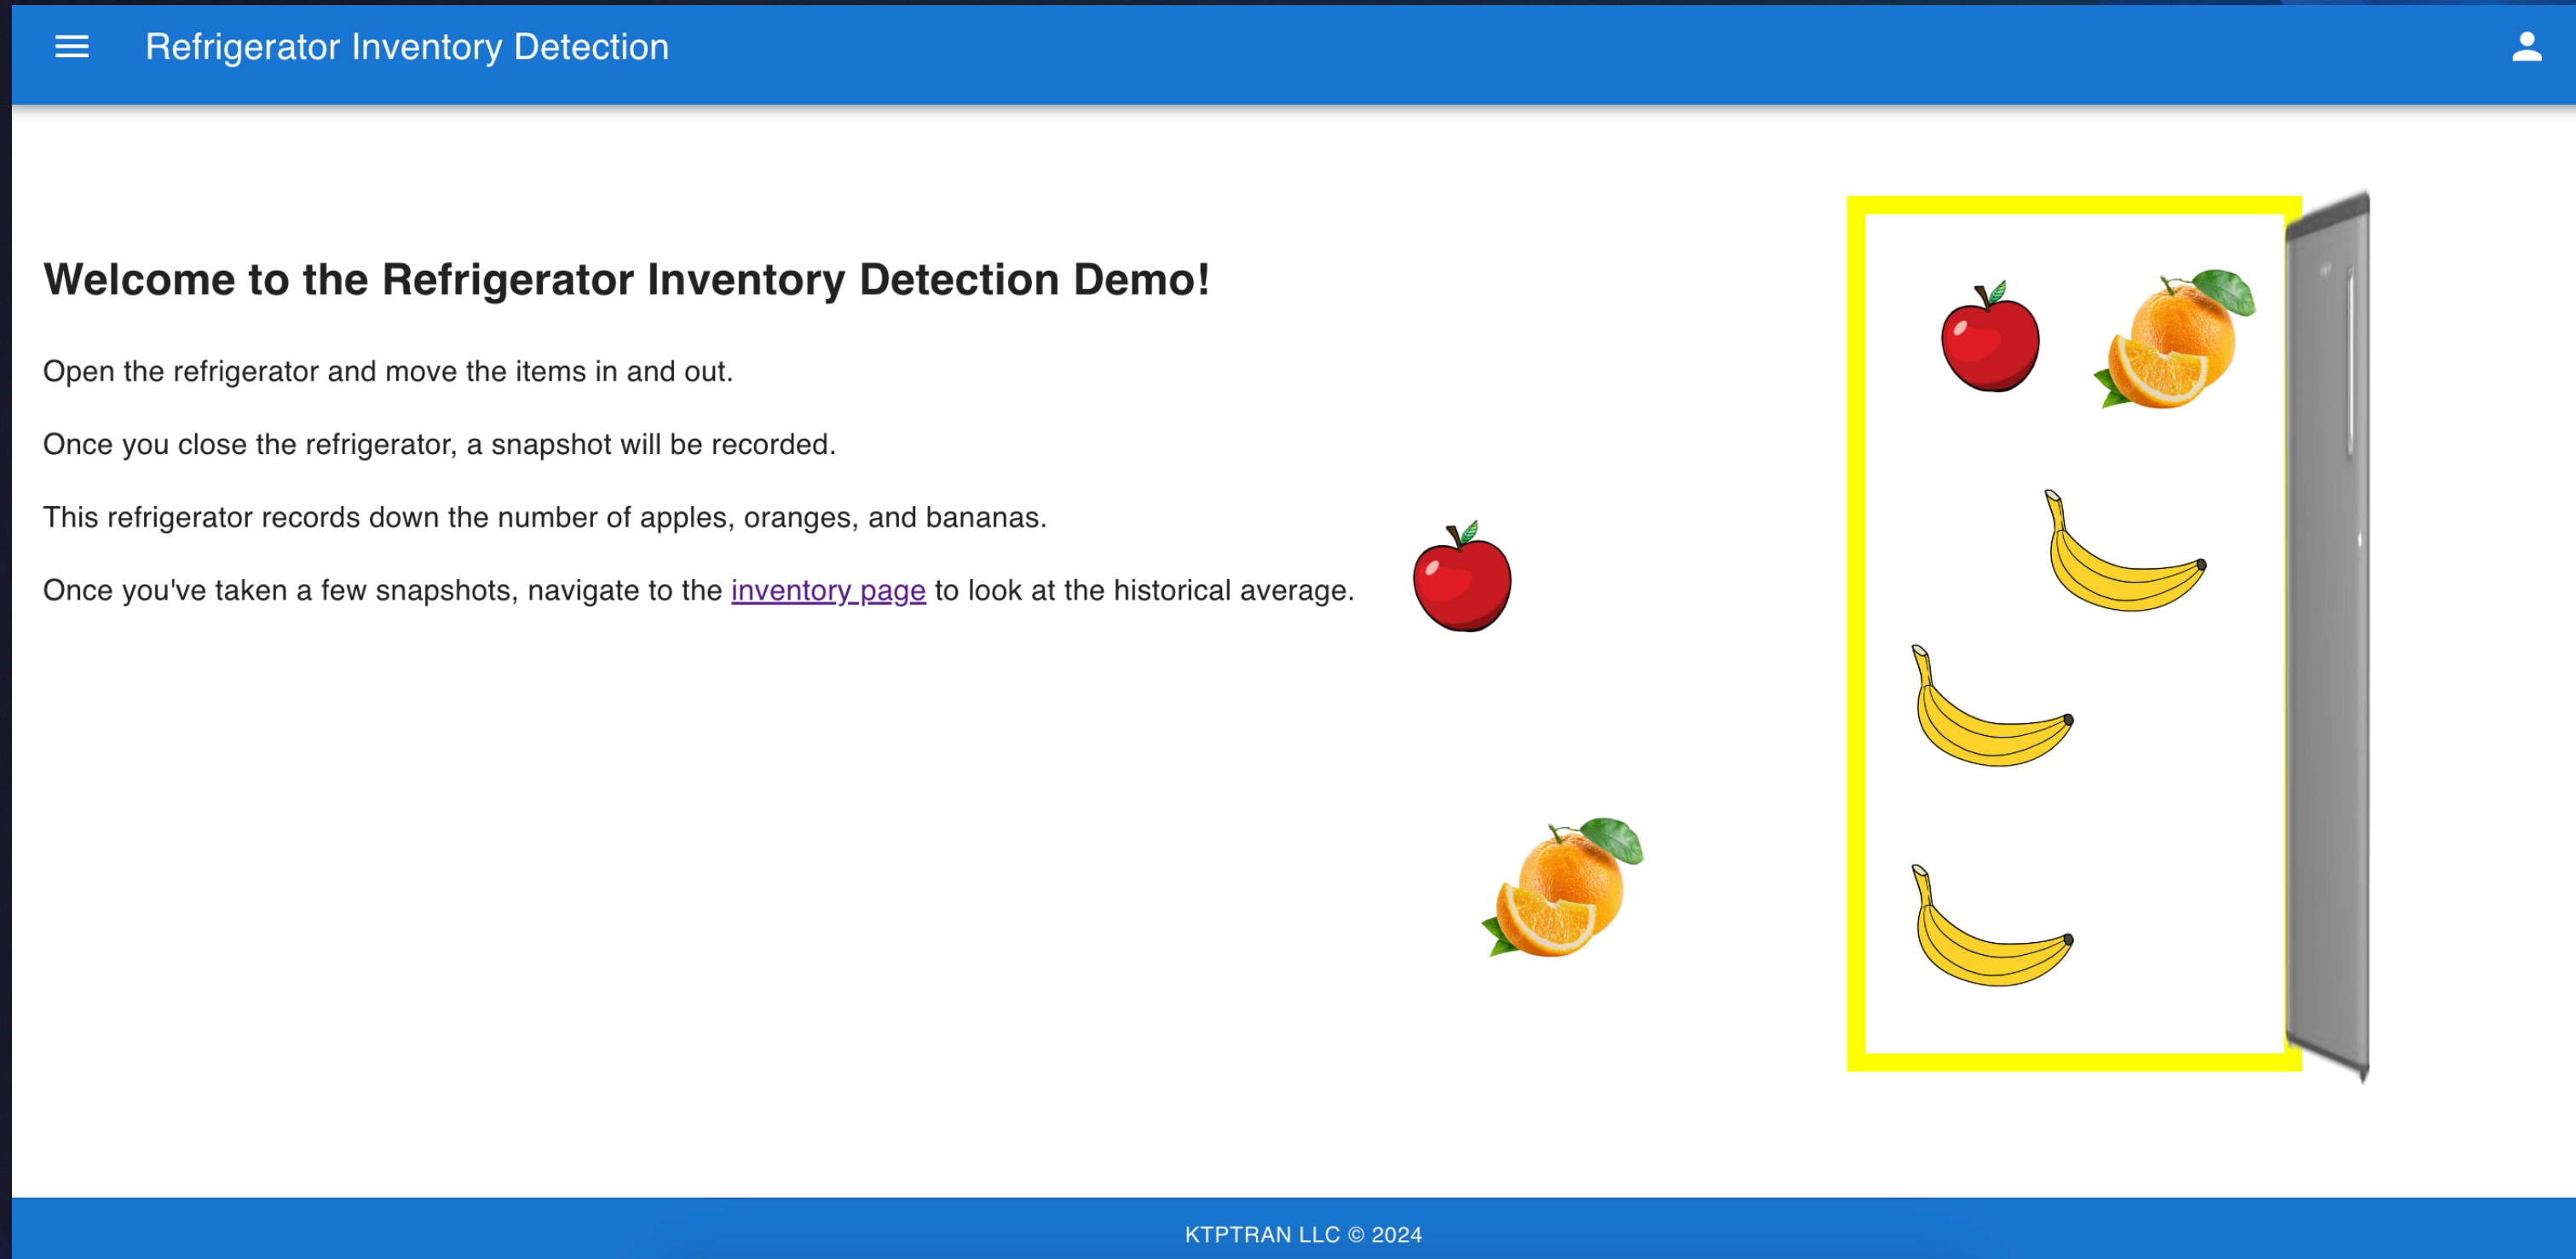 Refrigerator Inventory Detection
Welcome to the Refrigerator Inventory Detection Demo!
Open the refrigerator and move the items in and out.
Once you close the refrigerator, a snapshot will be recorded.
This refrigerator records down the number of apples, oranges, and bananas.
Once you've taken a few snapshots, navigate to the inventory page to look at the historical average.
KTPTRAN LLC © 2024